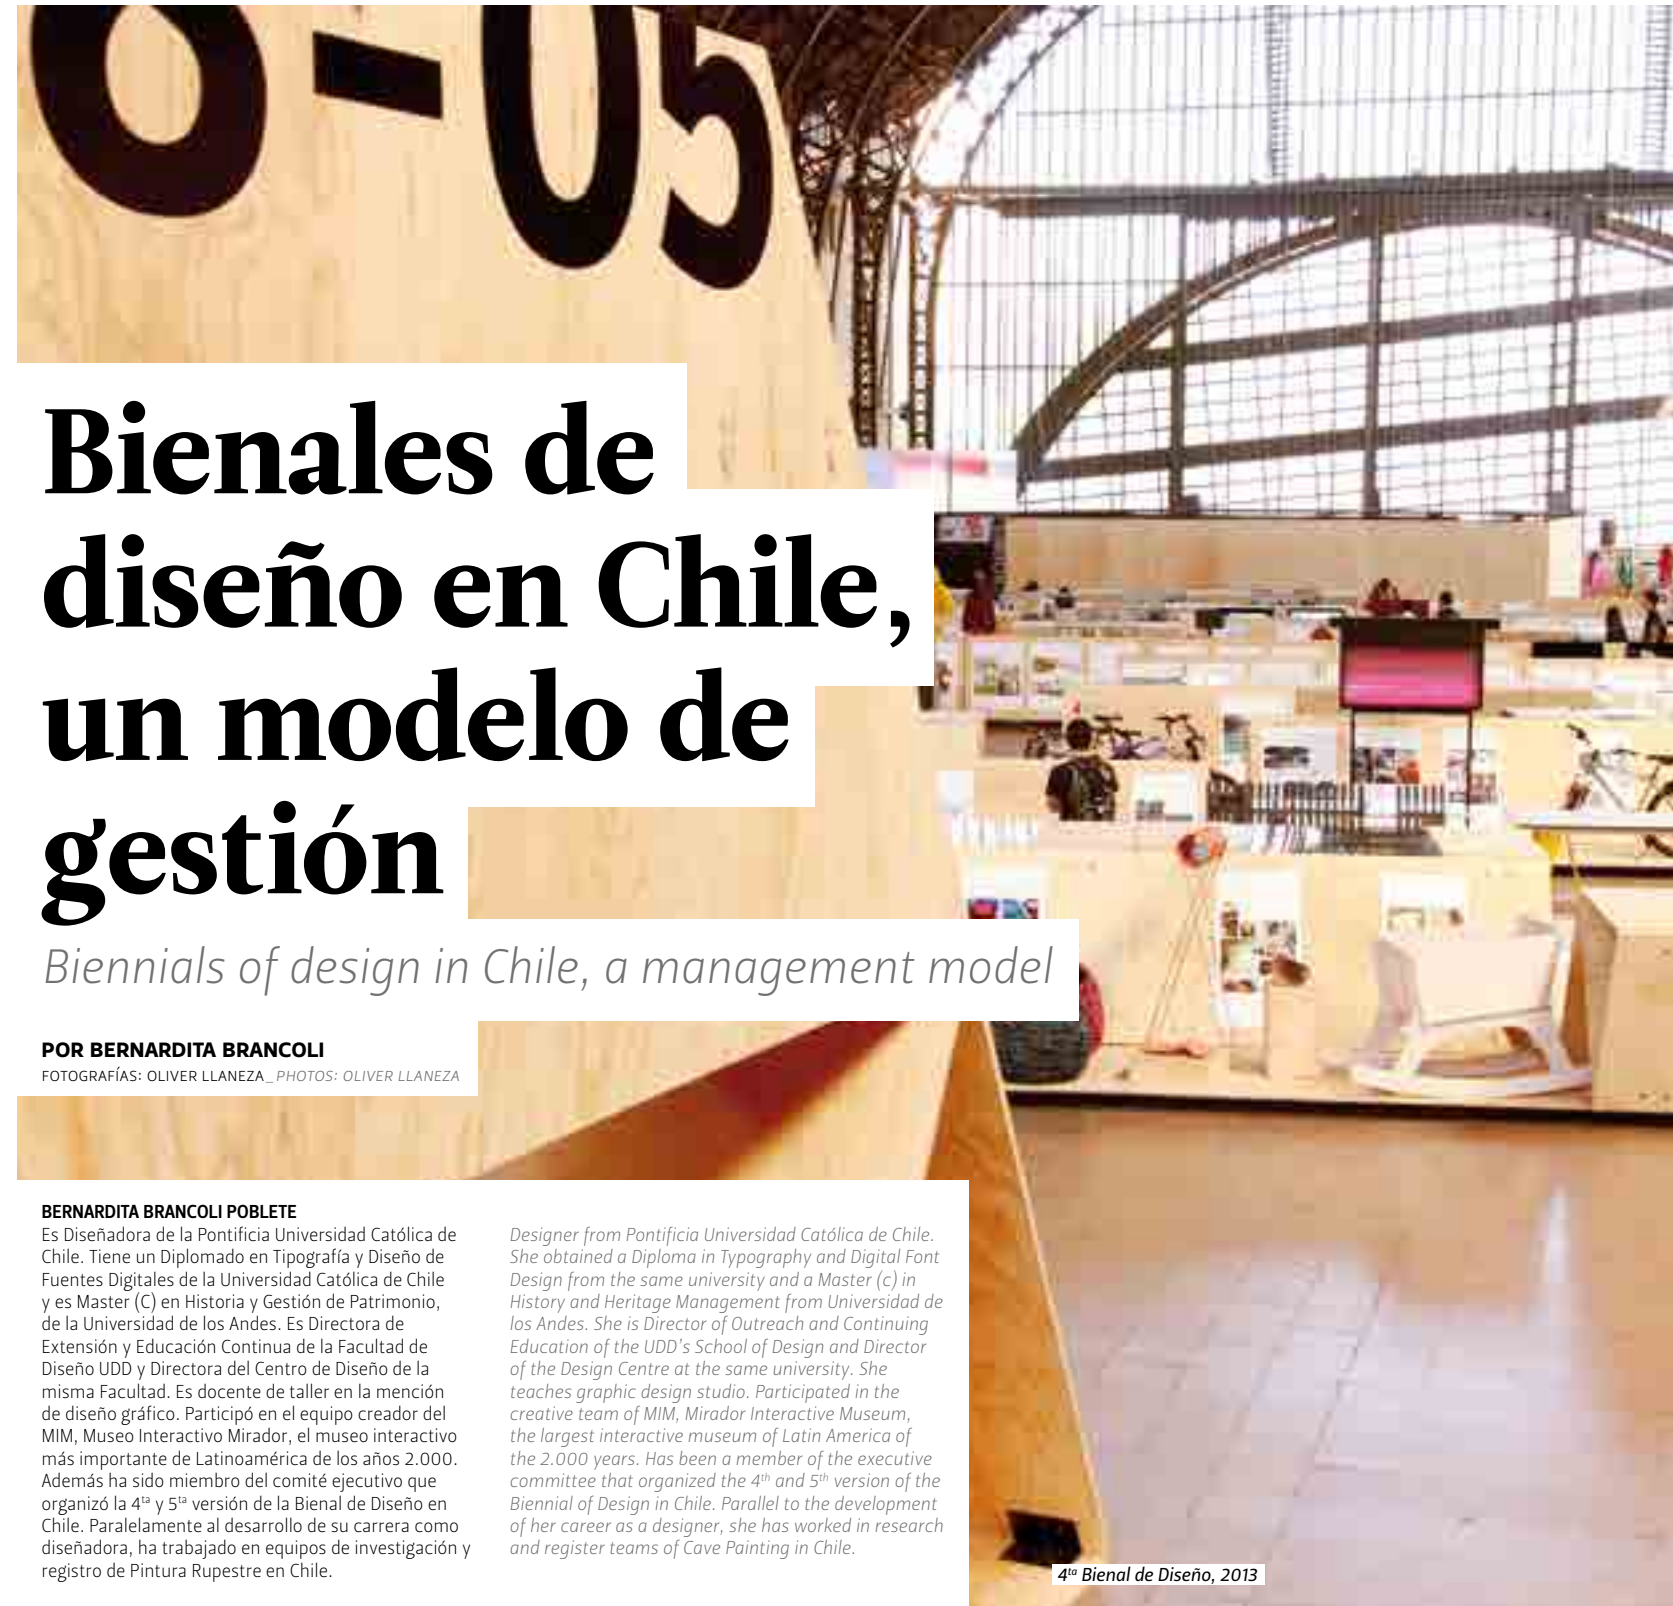 6-05
Bienales de
diseño en Chile,
un modelo de
gestión
Biennials of design in Chile, a management model
POR BERNARDITA BRANCOLI
FOTOGRAFÍAS: OLIVER LLANEZA_PHOTOS: OLIVER LLANEZA
BERNARDITA BRANCOLI POBLETE
Es Diseñadora de la Pontificia Universidad Católica de
Chile. Tiene un Diplomado en Tipografía y Diseño de
Fuentes Digitales de la Universidad Católica de Chile
y es Master (C) en Historia y Gestión de Patrimonio,
de la Universidad de los Andes. Es Directora de
Extensión y Educación Continua de la Facultad de
Diseño UDD y Directora del Centro de Diseño de la
misma Facultad. Es docente de taller en la mención
de diseño gráfico. Participó en el equipo creador del
MIM, Museo Interactivo Mirador, el museo interactivo
más importante de Latinoamérica de los años 2.000.
Además ha sido miembro del comité ejecutivo que
organizó la 4ta y 5ta versión de la Bienal de Diseño en
Chile. Paralelamente al desarrollo de su carrera como
diseñadora, ha trabajado en equipos de investigación y
registro de Pintura Rupestre en Chile.
Designer from Pontificia Universidad Católica de Chile.
She obtained a Diploma in Typography and Digital Font
Design from the same university and a Master (c) in
History and Heritage Management from Universidad de
los Andes. She is Director of Outreach and Continuing
Education of the UDD's School of Design and Director
of the Design Centre at the same university. She
teaches graphic design studio. Participated in the
creative team of MIM, Mirador Interactive Museum,
the largest interactive museum of Latin America of
the 2.000 years. Has been a member of the executive
committee that organized the 4th and 5th version of the
Biennial of Design in Chile. Parallel to the development
of her career as a designer, she has worked in research
and register teams of Cave Painting in Chile.
4ta Bienal de Diseño, 2013